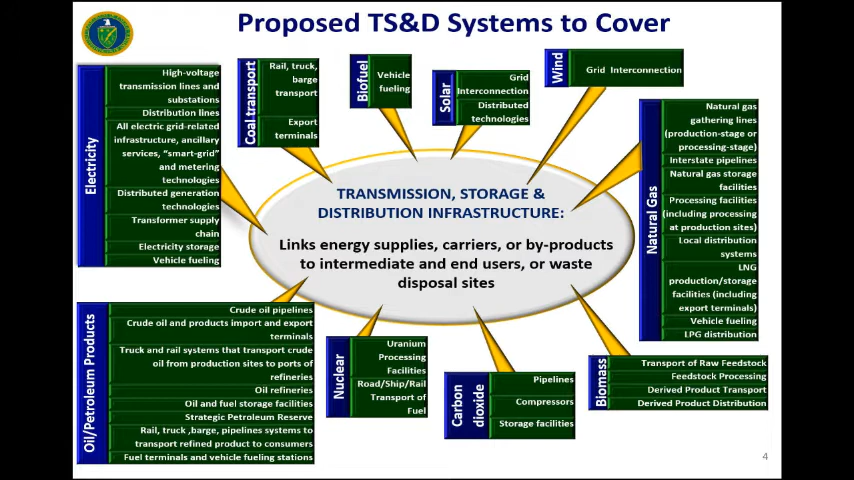 Proposed TS&D Systems to Cover
Electricity
High-voltage
transmission lines and
substations
Distribution lines
All electric grid-related
infrastructure, ancillary
services, “smart-grid”
and metering
technologies
Distributed generation
technologies
Transformer supply
chain
Electricity storage
Vehicle fueling
Coal transport
Rail, truck,
barge
transport
Export
terminals
Biofuel
Vehicle
fueling
Solar
Grid
Interconnection
Distributed
technologies
Wind
Grid Interconnection
Natural Gas
Natural gas
gathering lines
(production-stage or
processing-stage)
Interstate pipelines
Natural gas storage
facilities
Processing facilities
(including processing
at production sites)
Local distribution
systems
LNG
production/storage
facilities (including
export terminals)
Vehicle fueling
LPG distribution
TRANSMISSION, STORAGE &
DISTRIBUTION INFRASTRUCTURE:
Links energy supplies, carriers, or by-products
to intermediate and end users, or waste
disposal sites
Oil/Petroleum Products
Crude oil pipelines
Crude oil and products import and export
terminals
Truck and rail systems that transport crude
oil from production sites to ports of
refineries
Oil refineries
Oil and fuel storage facilities
Strategic Petroleum Reserve
Rail, truck ,barge, pipelines systems to
transport refined product to consumers
Fuel terminals and vehicle fueling stations
Nuclear
Uranium
Processing
Facilities
Road/Ship/Rail
Transport of
Fuel
Carbon
dioxide
Pipelines
Compressors
Storage facilities
Biomass
Transport of Raw Feedstock
Feedstock Processing
Derived Product Transport
Derived Product Distribution
4